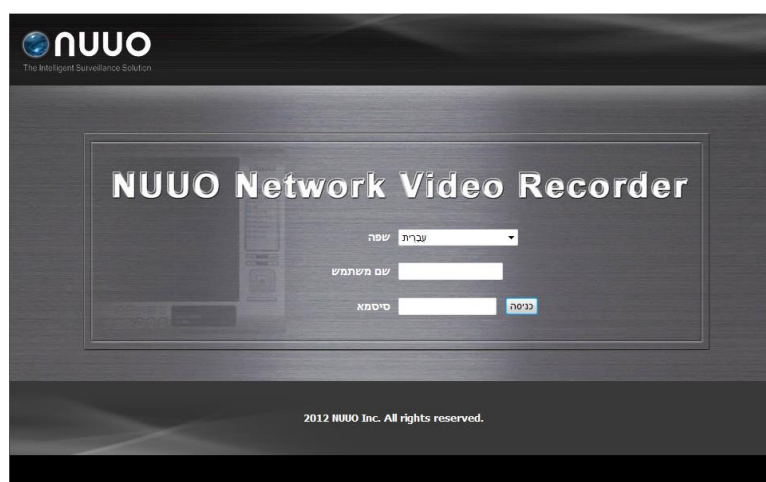 nuuo
The Intelligent Surveillance Solution
NUUO Network Video Recorder
שפה עברית
שם משתמש
סיסמא כניסה
2012 NUUO Inc. All rights reserved.